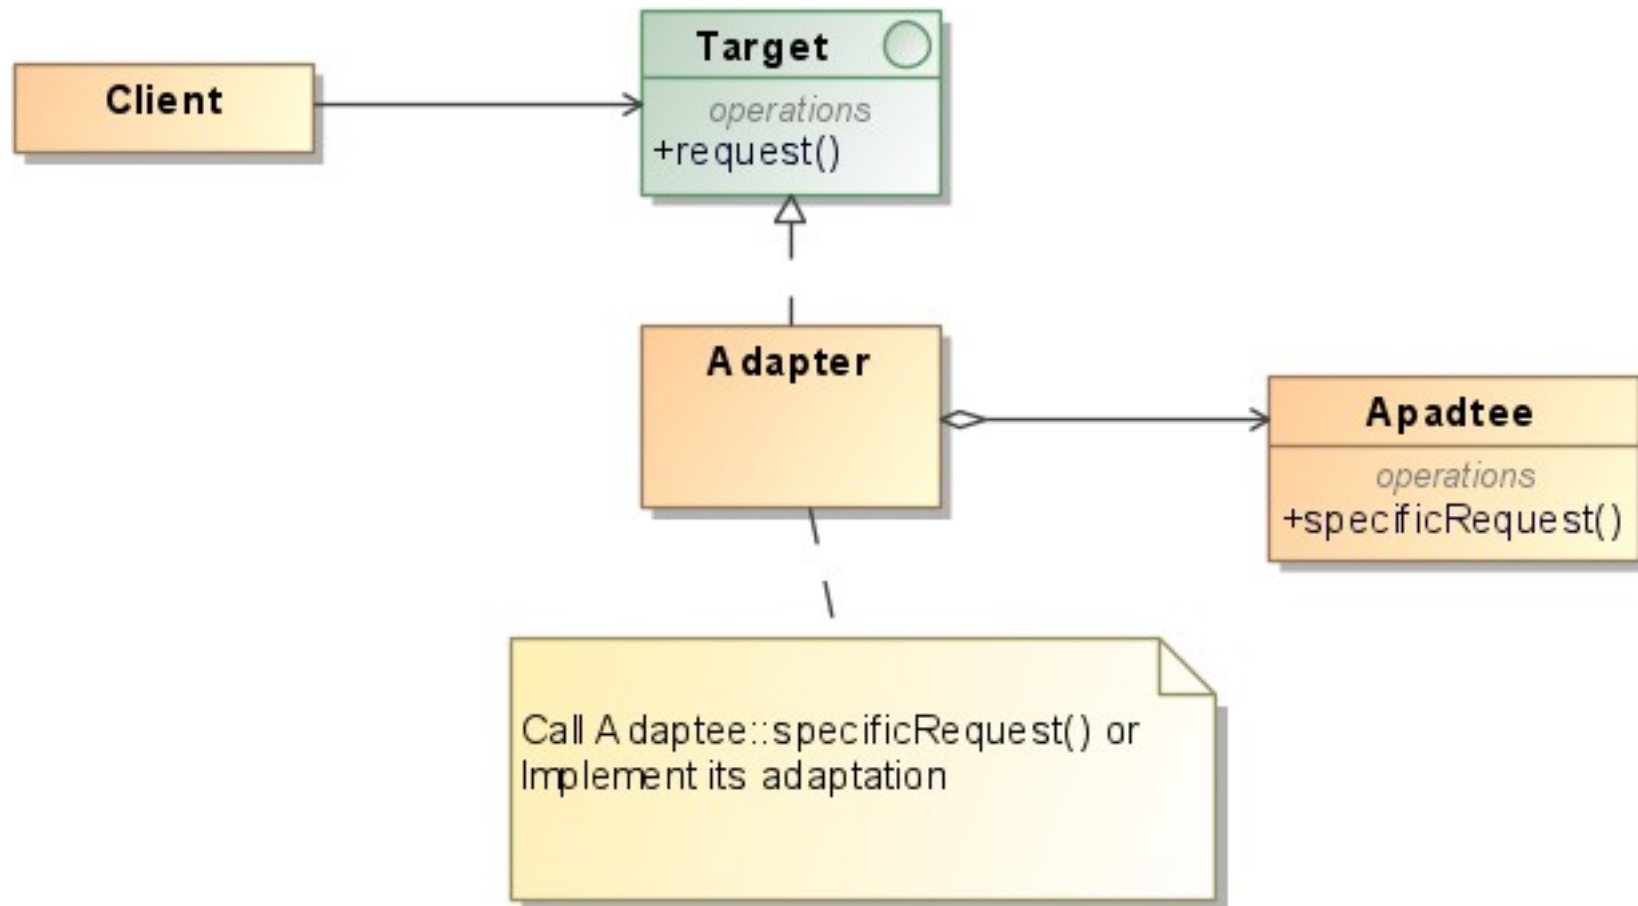 Client
Target
operations
+request()
Adapter
Apadtee
operations
+specificRequest()
Call Adaptee::specificRequest() or
Implement its adaptation